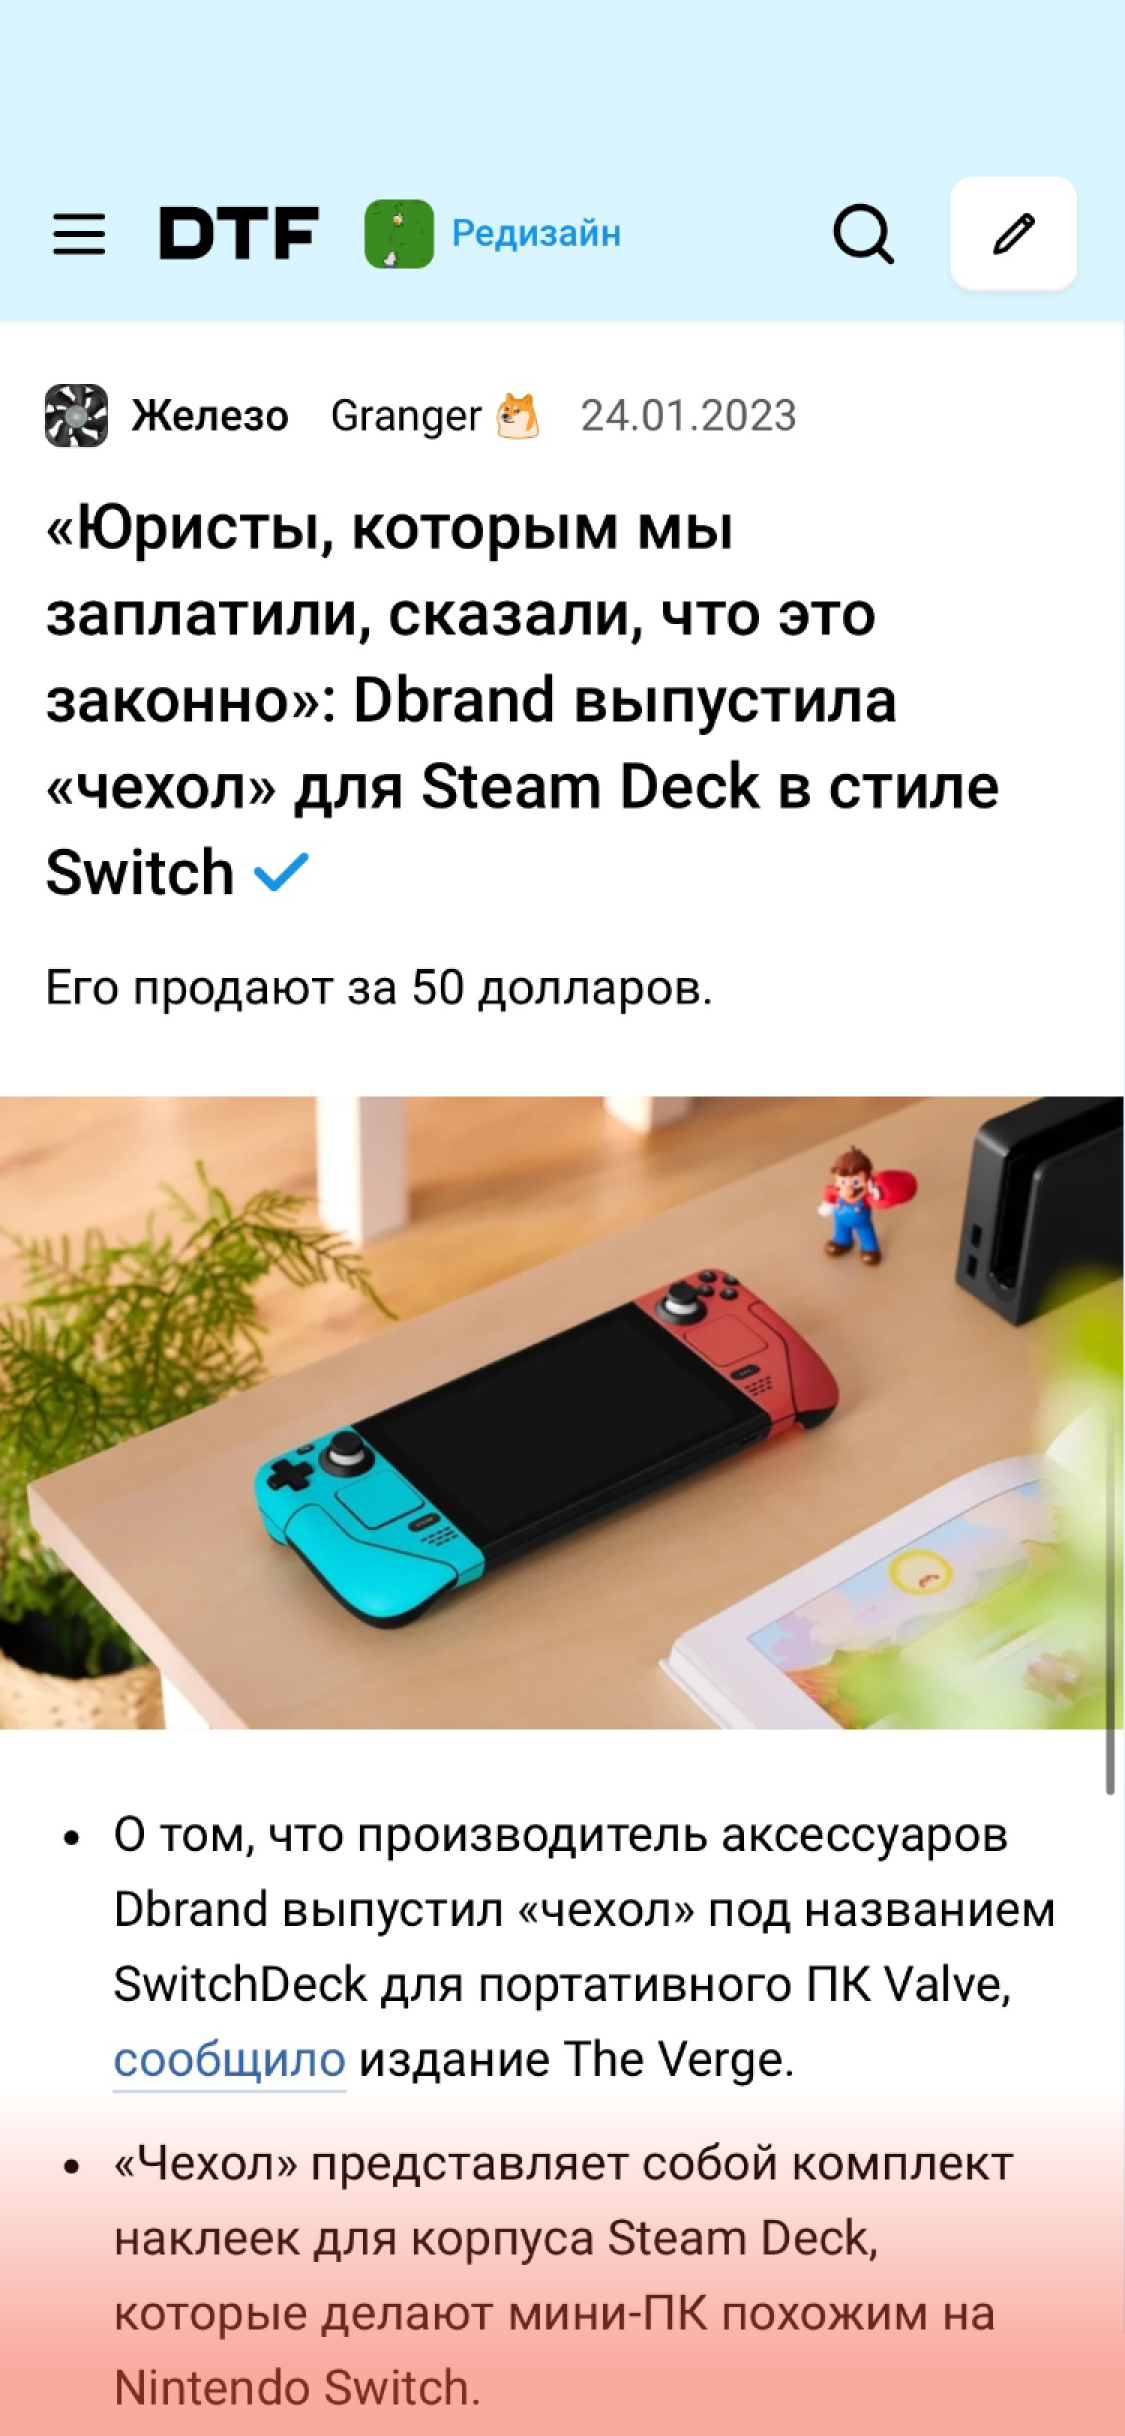 DTF Редизайн
Железо Granger 24.01.2023
«Юристы, которым мы
заплатили, сказали, что это
законно»: Dbrand выпустила
«чехол» для Steam Deck в стиле
Switch
Его продают за 50 долларов.
• О том, что производитель аксессуаров
Dbrand выпустил «чехол» под названием
SwitchDeck для портативного ПК Valve,
сообщило издание The Verge.
• «Чехол» представляет собой комплект
наклеек для корпуса Steam Deck,
которые делают мини-ПК похожим на
Nintendo Switch.